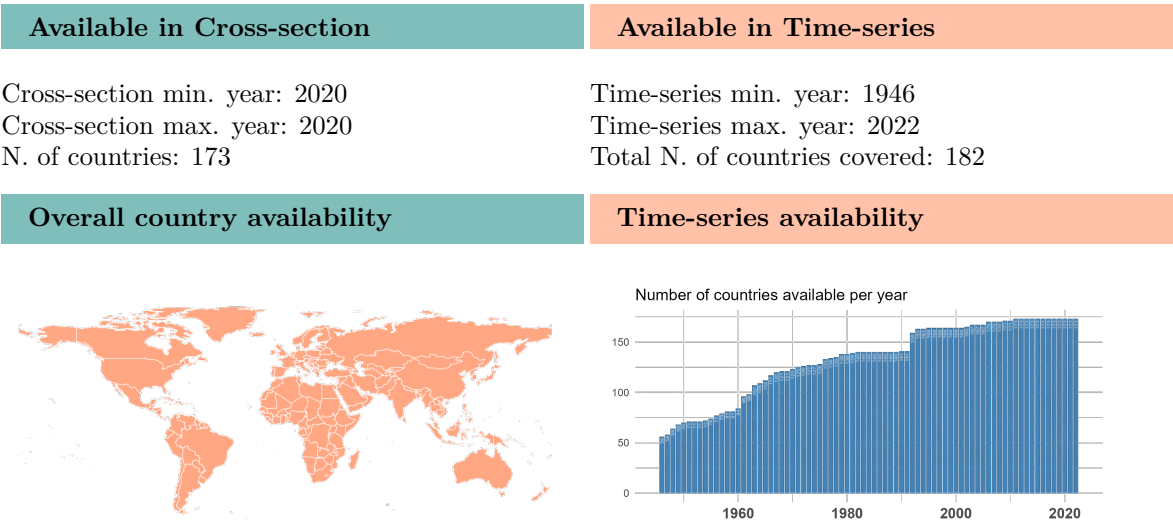 Available in Cross-section
Available in Time-series
Cross-section min. year: 2020
Cross-section max. year: 2020
N. of countries: 173
Time-series min. year: 1946
Time-series max. year: 2022
Total N. of countries covered: 182
Overall country availability
Time-series availability
Number of countries available per year
150
100
50
0
1960 1980 2000 2020